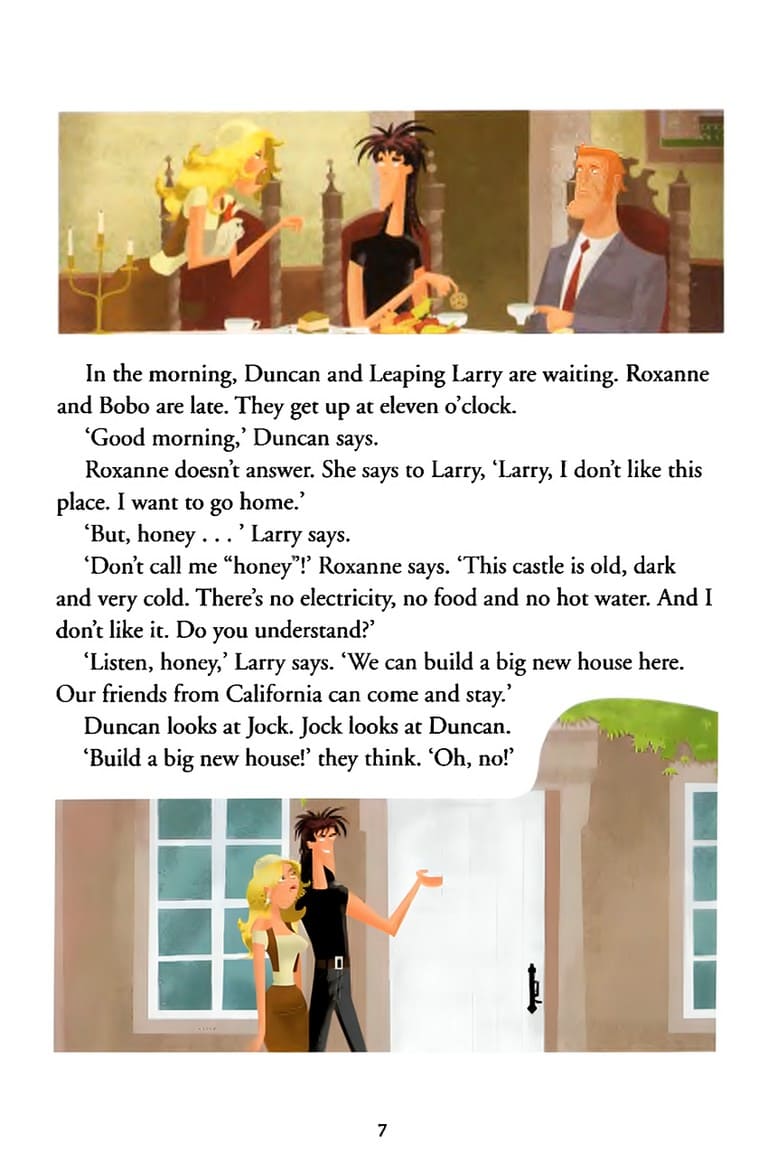 In the morning, Duncan and Leaping Larry are waiting. Roxanne
and Bobo are late. They get up at eleven o’clock.
‘Good morning,’ Duncan says.
Roxanne doesn’t answer. She says to Larry, ‘Larry, I don’t like this
place. I want to go home.’
‘But, honey . . . ’ Larry says.
‘Don’t call me “honey”!’ Roxanne says. ‘This castle is old, dark
and very cold. There’s no electricity, no food and no hot water. And I
don’t like it. Do you understand?’
‘Listen, honey,’ Larry says. ‘We can build a big new house here.
Our friends from California can come and stay.’
Duncan looks at Jock. Jock looks at Duncan.
‘Build a big new house!’ they think. ‘Oh, no!’
7